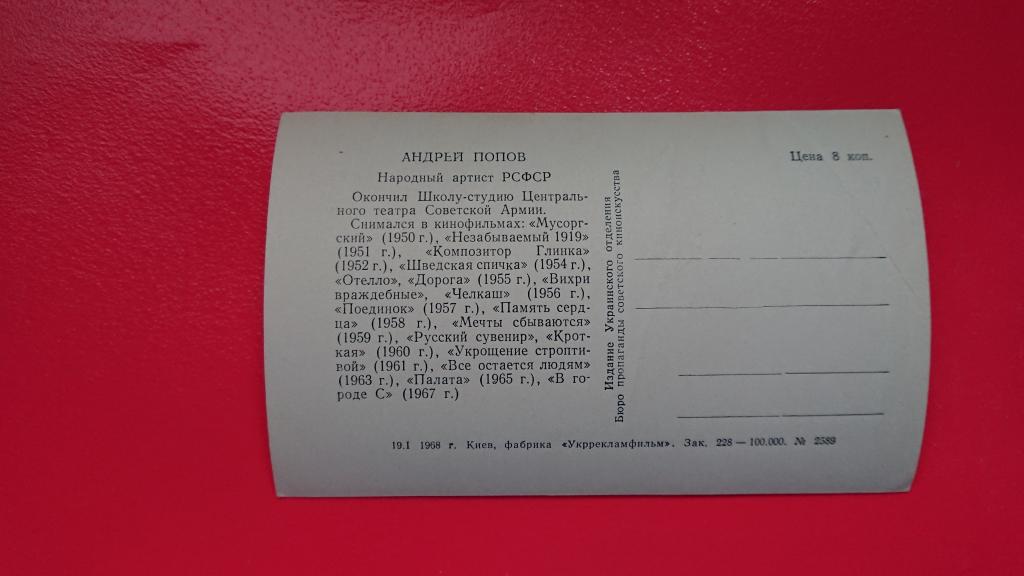 АНДРЕЙ ПОПОВ
Народный артист РСФСР
Окончил Школу-студию Централь-
ного театра Советской Армии.
Снимался в кинофильмах: «Мусорг-
ский» (1950 г.), «Незабываемый 1919»
(1951 г.), «Композитор Глинка»
(1952 г.), «Шведская спичка» (1954 г.),
«Отелло», «Дорога» (1955 г.), «Вихри
враждебные», «Челкаш» (1956 г.),
«Поединок» (1957 г.), «Память серд-
ца» (1958 г.), «Мечты сбываются»
(1959 г.), «Русский сувенир», «Крот-
кая» (1960 г.), «Укрощение стропти-
вой» (1961 г.), «Все остается людям»
(1963 г.), «Палата» (1965 г.), «В го-
роде С» (1967 г.)
Издание Украинского отделения
Бюро пропаганды советского киноискусства
Цена 8 коп.
19.I 1968 г. Киев, фабрика «Укррекламфильм». Зак. 228 — 100.000. № 2589